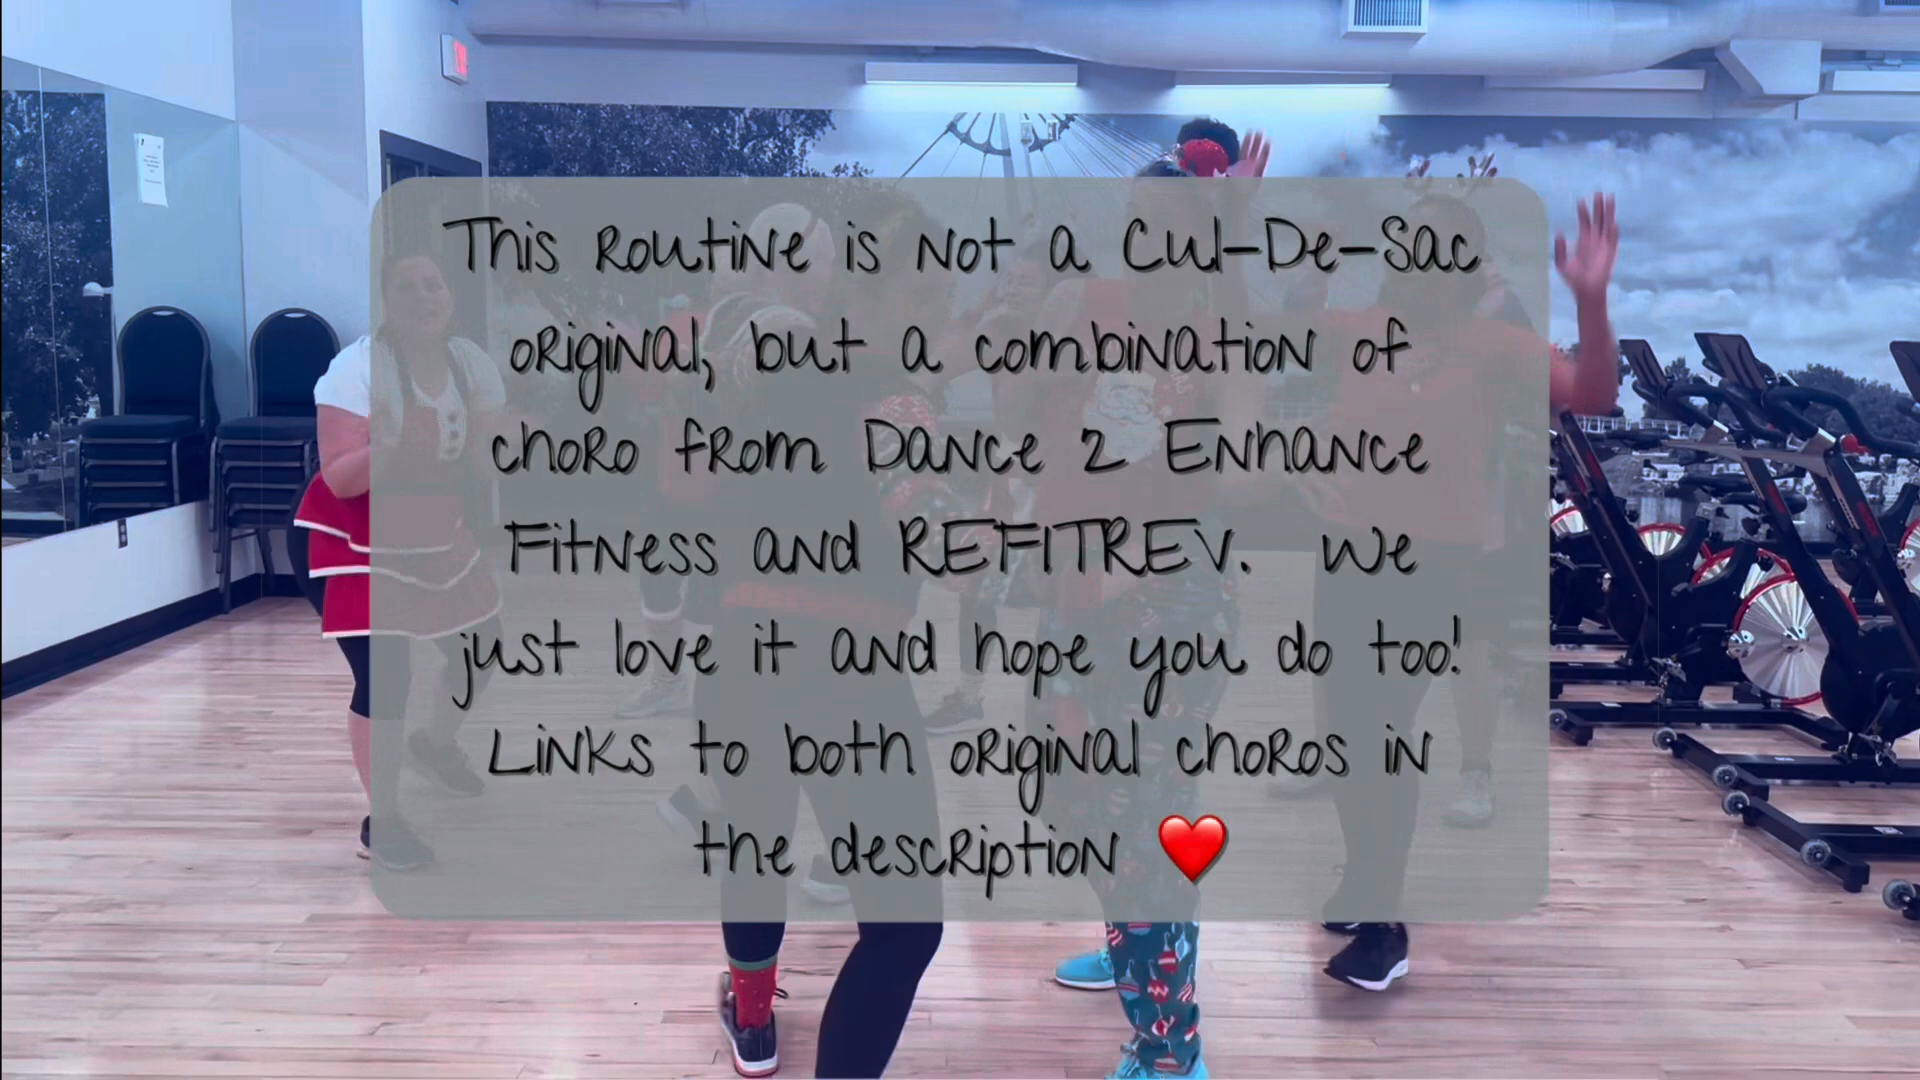 This Routine is not a Cul-De-Sac
original, but a combination of
choro from Dance 2 Enhance
Fitness and REFITREV. We
just love it and hope you do too!
Links to both original choros in
the description ❤️